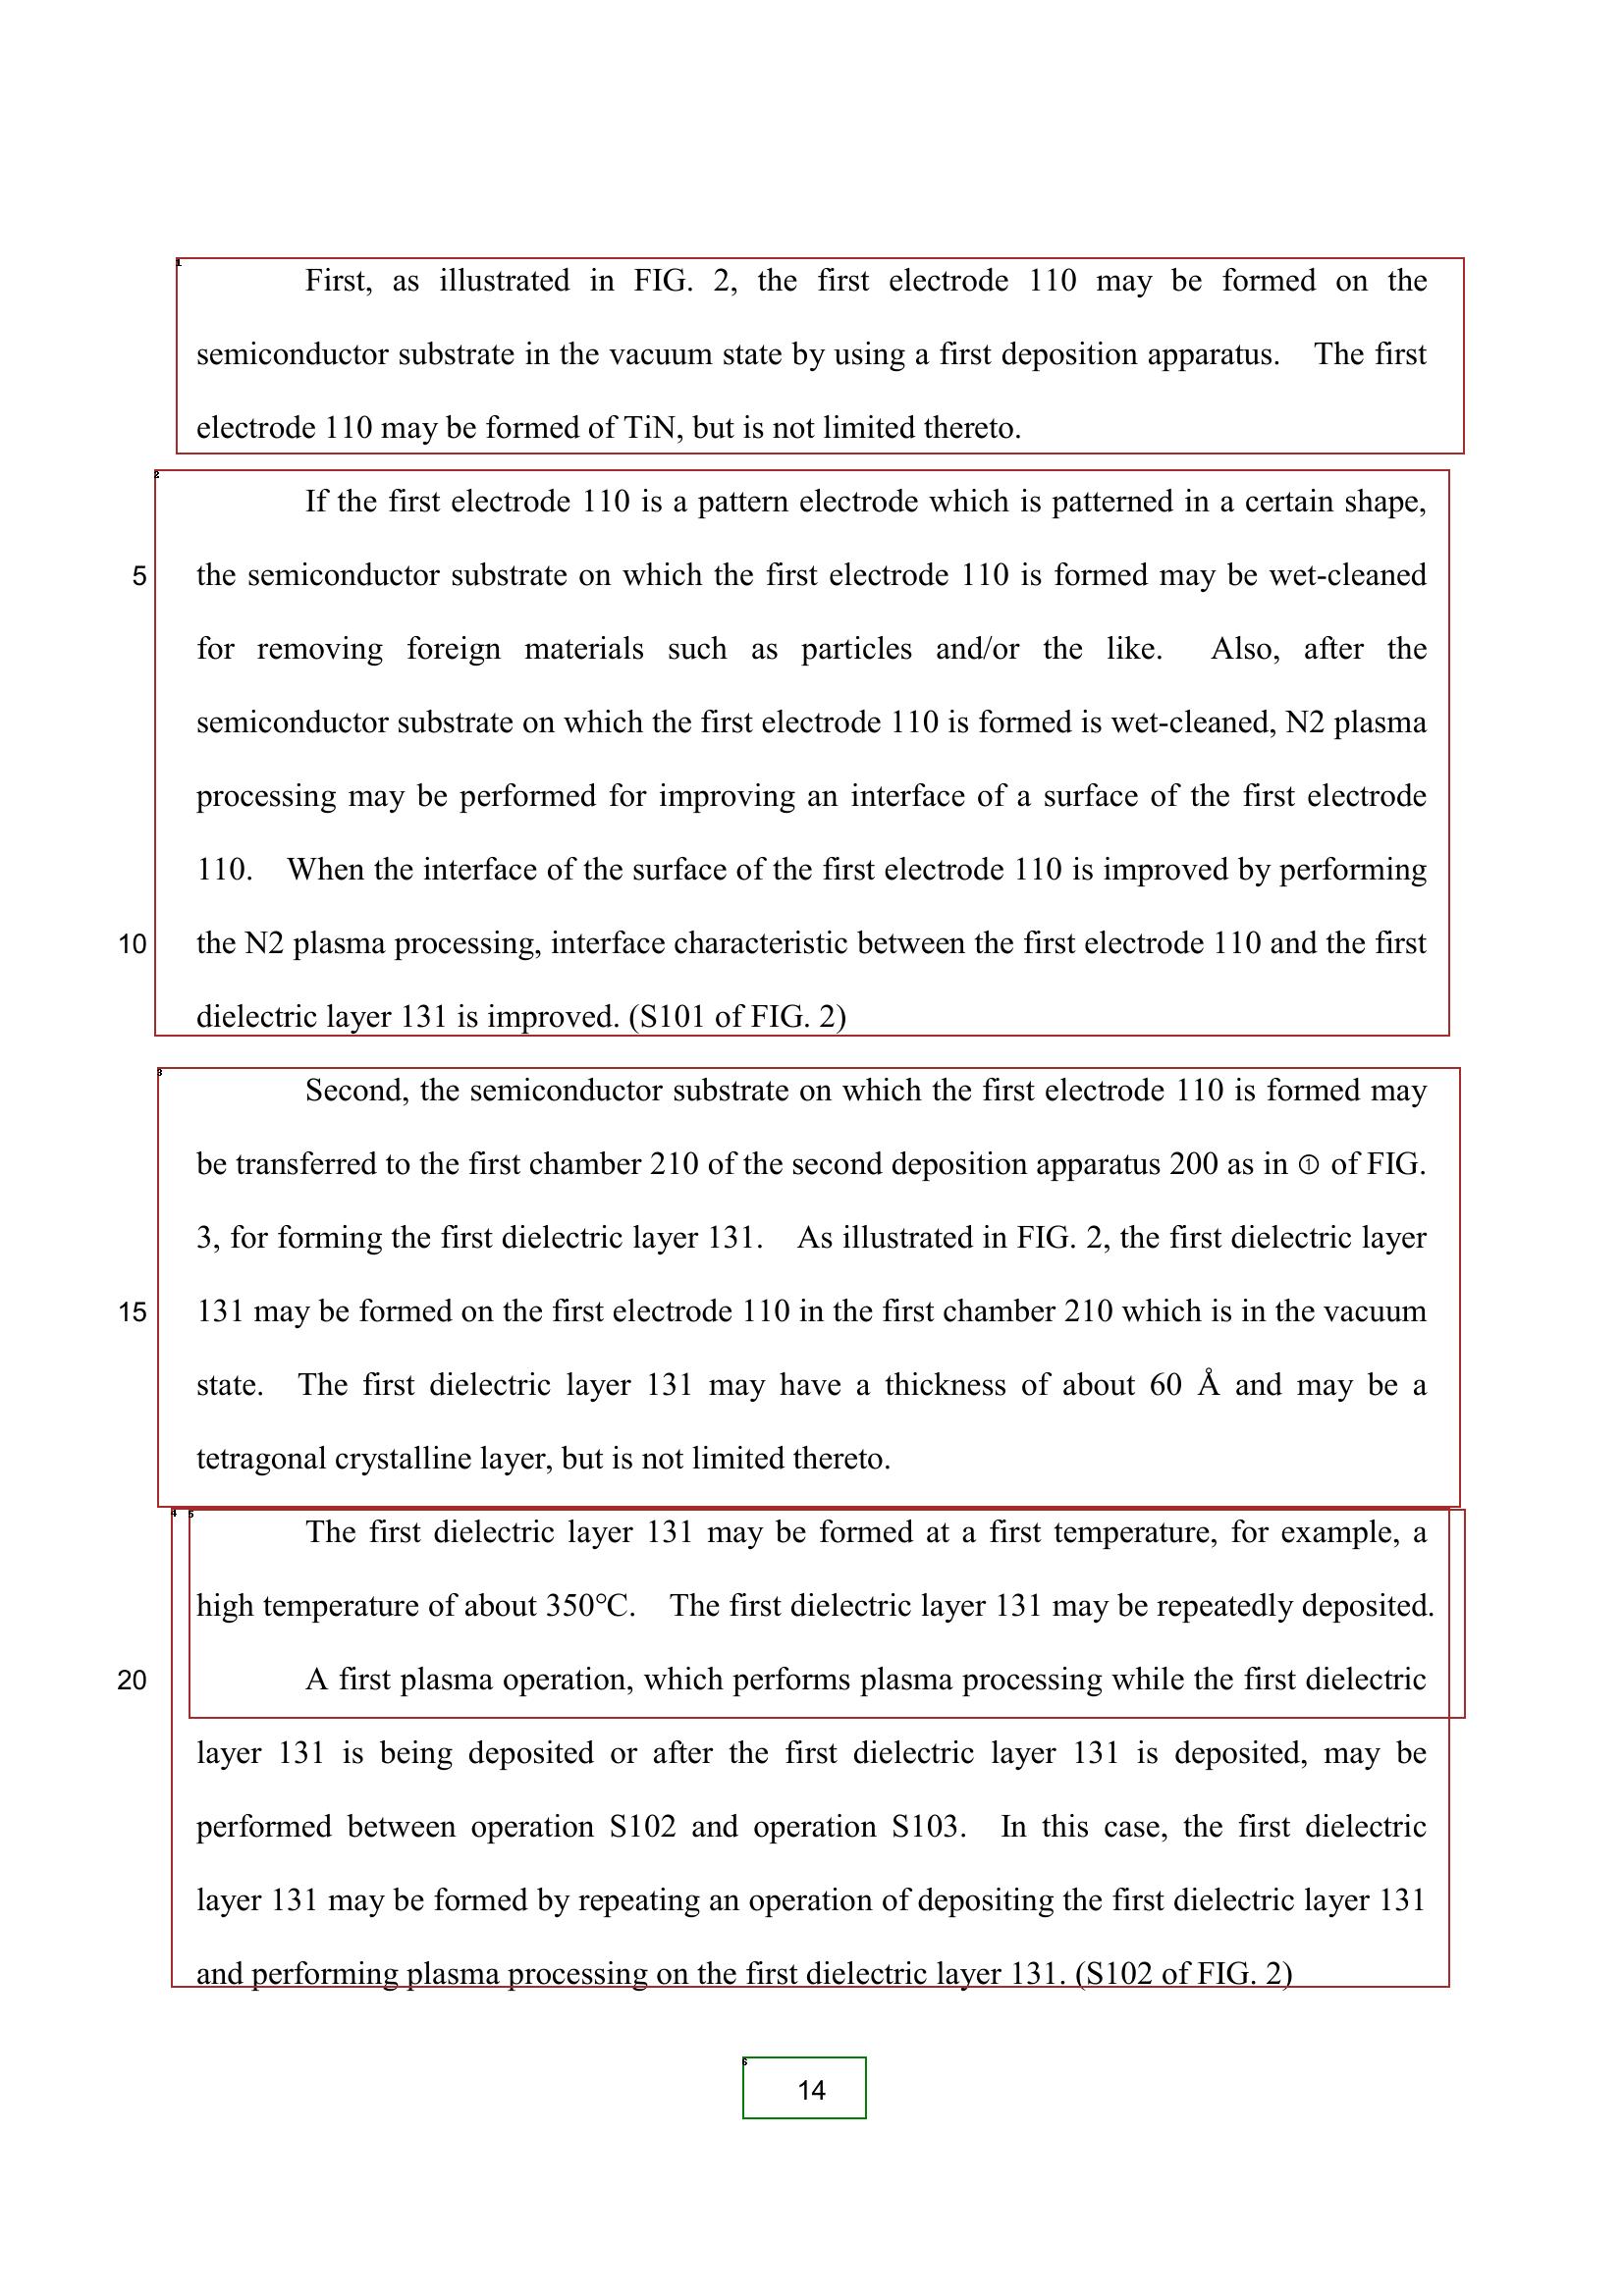 First, as illustrated in FIG. 2, the first electrode 110 may be formed on the
semiconductor substrate in the vacuum state by using a first deposition apparatus. The first
electrode 110 may be formed of TiN, but is not limited thereto.
If the first electrode 110 is a pattern electrode which is patterned in a certain shape,
5 the semiconductor substrate on which the first electrode 110 is formed may be wet-cleaned
for removing foreign materials such as particles and/or the like. Also, after the
semiconductor substrate on which the first electrode 110 is formed is wet-cleaned, N2 plasma
processing may be performed for improving an interface of a surface of the first electrode
110. When the interface of the surface of the first electrode 110 is improved by performing
10 the N2 plasma processing, interface characteristic between the first electrode 110 and the first
dielectric layer 131 is improved. (S101 of FIG. 2)
Second, the semiconductor substrate on which the first electrode 110 is formed may
be transferred to the first chamber 210 of the second deposition apparatus 200 as in ① of FIG.
3, for forming the first dielectric layer 131. As illustrated in FIG. 2, the first dielectric layer
15 131 may be formed on the first electrode 110 in the first chamber 210 which is in the vacuum
state. The first dielectric layer 131 may have a thickness of about 60 Å and may be a
tetragonal crystalline layer, but is not limited thereto.
The first dielectric layer 131 may be formed at a first temperature, for example, a
high temperature of about 350℃. The first dielectric layer 131 may be repeatedly deposited.
20 A first plasma operation, which performs plasma processing while the first dielectric
layer 131 is being deposited or after the first dielectric layer 131 is deposited, may be
performed between operation S102 and operation S103. In this case, the first dielectric
layer 131 may be formed by repeating an operation of depositing the first dielectric layer 131
and performing plasma processing on the first dielectric layer 131. (S102 of FIG. 2)
14